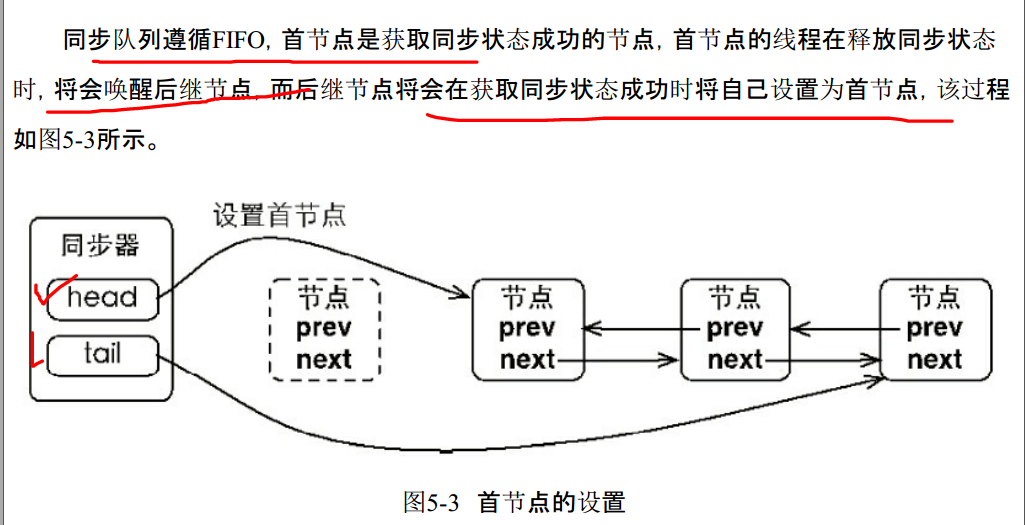 同步队列遵循FIFO，首节点是获取同步状态成功的节点，首节点的线程在释放同步状态
时，将会唤醒后继节点，而后继节点将会在获取同步状态成功时将自己设置为首节点，该过程
如图5-3所示。
设置首节点
同步器
head
tail
节点
prev
next
节点
prev
next
节点
prev
next
节点
prev
next
图5-3 首节点的设置